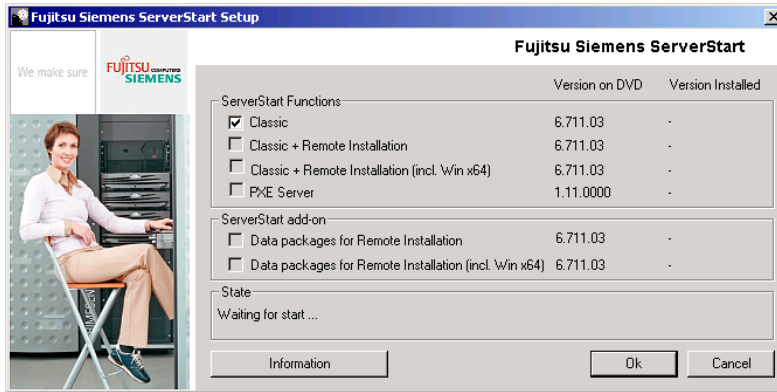 Fujitsu Siemens ServerStart Setup
We make sure
FUJITSU COMPUTERS
SIEMENS
Fujitsu Siemens ServerStart
Version on DVD Version Installed
ServerStart Functions
Classic 6.711.03 -
Classic + Remote Installation 6.711.03 -
Classic + Remote Installation (incl. Win x64) 6.711.03 -
PXE Server 1.11.0000 -
ServerStart add-on
Data packages for Remote Installation 6.711.03 -
Data packages for Remote Installation (incl. Win x64) 6.711.03 -
State
Waiting for start ...
Information Ok Cancel